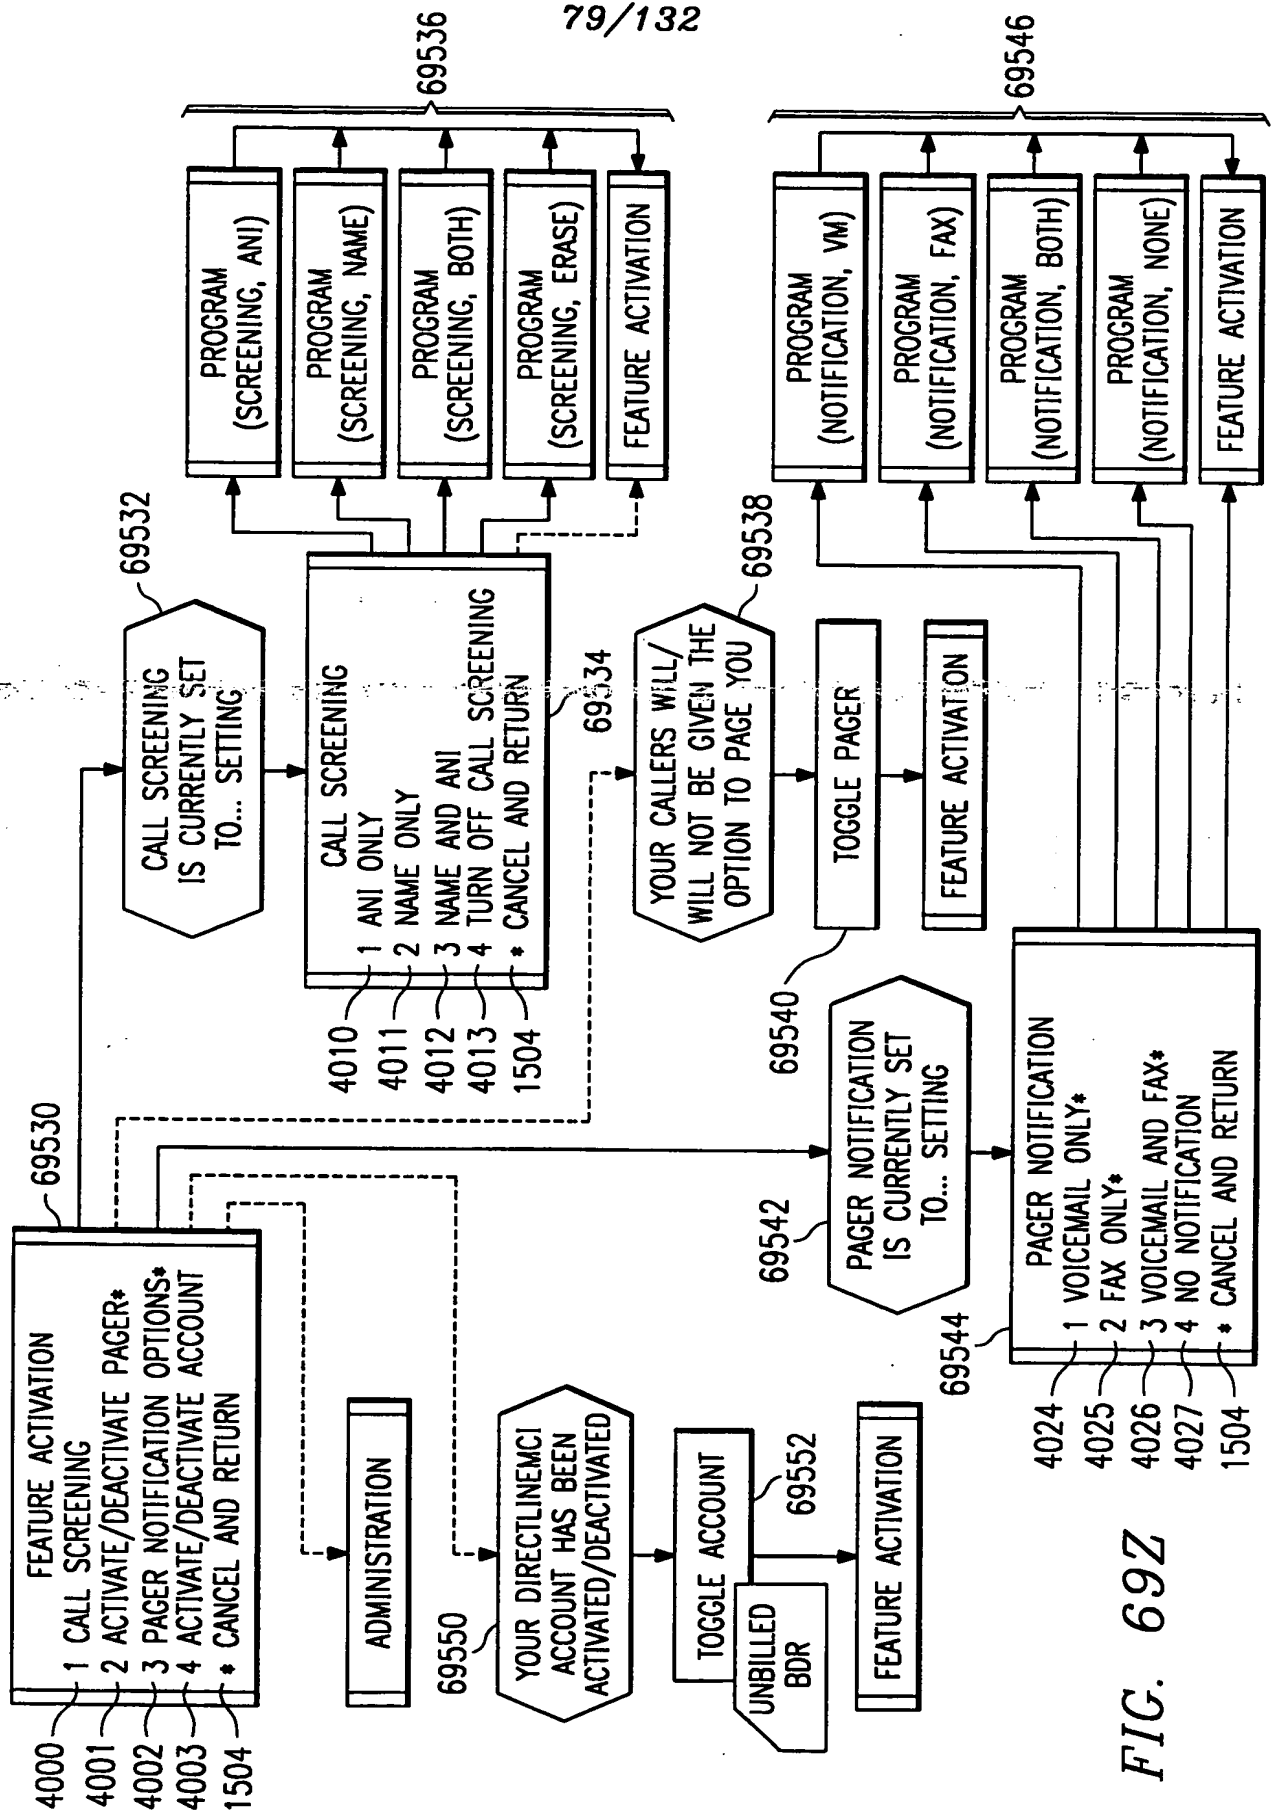 79/132
FEATURE ACTIVATION
4000 1 CALL SCREENING
4001 2 ACTIVATE/DEACTIVATE PAGER*
4002 3 PAGER NOTIFICATION OPTIONS*
4003 4 ACTIVATE/DEACTIVATE ACCOUNT
1504 * CANCEL AND RETURN
69530
ADMINISTRATION
69550
YOUR DIRECTLINEMCI
ACCOUNT HAS BEEN
ACTIVATED/DEACTIVATED
TOGGLE ACCOUNT
69552
UNBILLED
BDR
FEATURE ACTIVATION
69532
CALL SCREENING
IS CURRENTLY SET
TO... SETTING
CALL SCREENING
4010 1 ANI ONLY
4011 2 NAME ONLY
4012 3 NAME AND ANI
4013 4 TURN OFF CALL SCREENING
1504 * CANCEL AND RETURN
69534
PROGRAM
(SCREENING, ANI)
PROGRAM
(SCREENING, NAME)
PROGRAM
(SCREENING, BOTH)
PROGRAM
(SCREENING, ERASE)
FEATURE ACTIVATION
69536
YOUR CALLERS WILL/
WILL NOT BE GIVEN THE
OPTION TO PAGE YOU
69538
TOGGLE PAGER
69540
FEATURE ACTIVATION
69542
PAGER NOTIFICATION
IS CURRENTLY SET
TO... SETTING
69544
PAGER NOTIFICATION
4024 1 VOICEMAIL ONLY*
4025 2 FAX ONLY*
4026 3 VOICEMAIL AND FAX*
4027 4 NO NOTIFICATION
1504 * CANCEL AND RETURN
PROGRAM
(NOTIFICATION, VM)
PROGRAM
(NOTIFICATION, FAX)
PROGRAM
(NOTIFICATION, BOTH)
PROGRAM
(NOTIFICATION, NONE)
FEATURE ACTIVATION
69546
FIG. 69Z